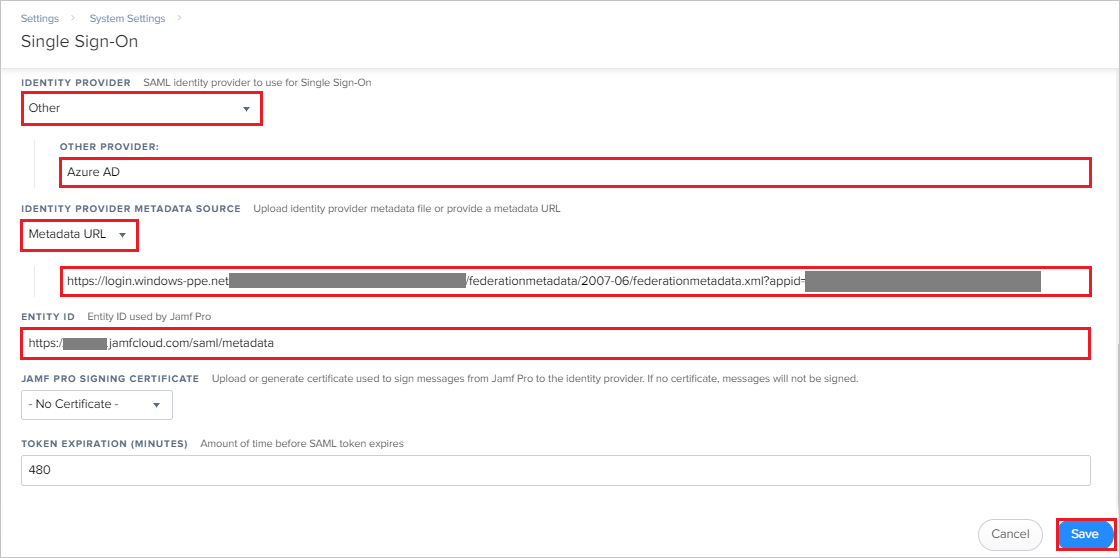 Settings > System Settings >
Single Sign-On
IDENTITY PROVIDER SAML identity provider to use for Single Sign-On
Other
OTHER PROVIDER:
Azure AD
IDENTITY PROVIDER METADATA SOURCE Upload identity provider metadata file or provide a metadata URL
Metadata URL
https://login.windows-ppe.net /federationmetadata/2007-06/federationmetadata.xml?appid=
ENTITY ID Entity ID used by Jamf Pro
https:/ .jamfcloud.com/saml/metadata
JAMF PRO SIGNING CERTIFICATE Upload or generate certificate used to sign messages from Jamf Pro to the identity provider. If no certificate, messages will not be signed.
- No Certificate -
TOKEN EXPIRATION (MINUTES) Amount of time before SAML token expires
480
Cancel Save